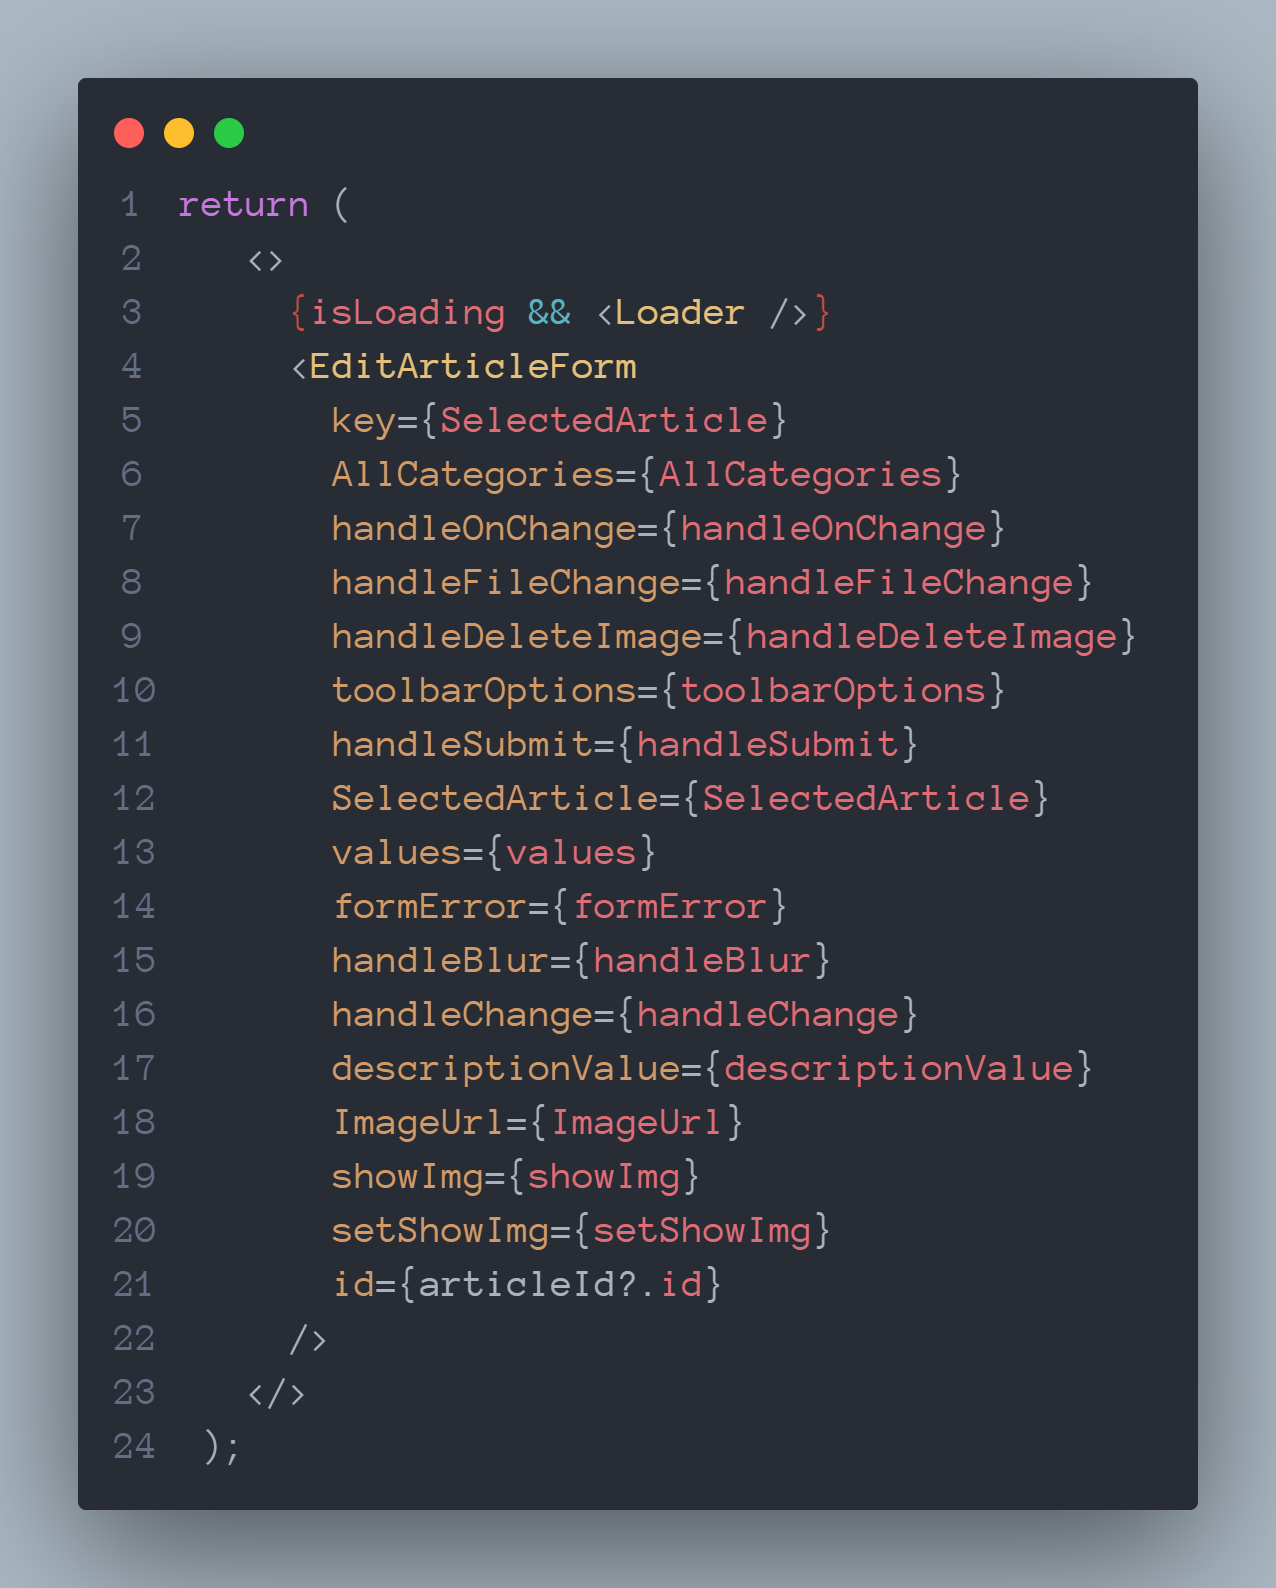 1 return (
2 <>
3 {isLoading && <Loader />}
4 <EditArticleForm
5 key={SelectedArticle}
6 AllCategories={AllCategories}
7 handleOnChange={handleOnChange}
8 handleFileChange={handleFileChange}
9 handleDeleteImage={handleDeleteImage}
10 toolbarOptions={toolbarOptions}
11 handleSubmit={handleSubmit}
12 SelectedArticle={SelectedArticle}
13 values={values}
14 formError={formError}
15 handleBlur={handleBlur}
16 handleChange={handleChange}
17 descriptionValue={descriptionValue}
18 ImageUrl={ImageUrl}
19 showImg={showImg}
20 setShowImg={setShowImg}
21 id={articleId?.id}
22 />
23 </>
24 );